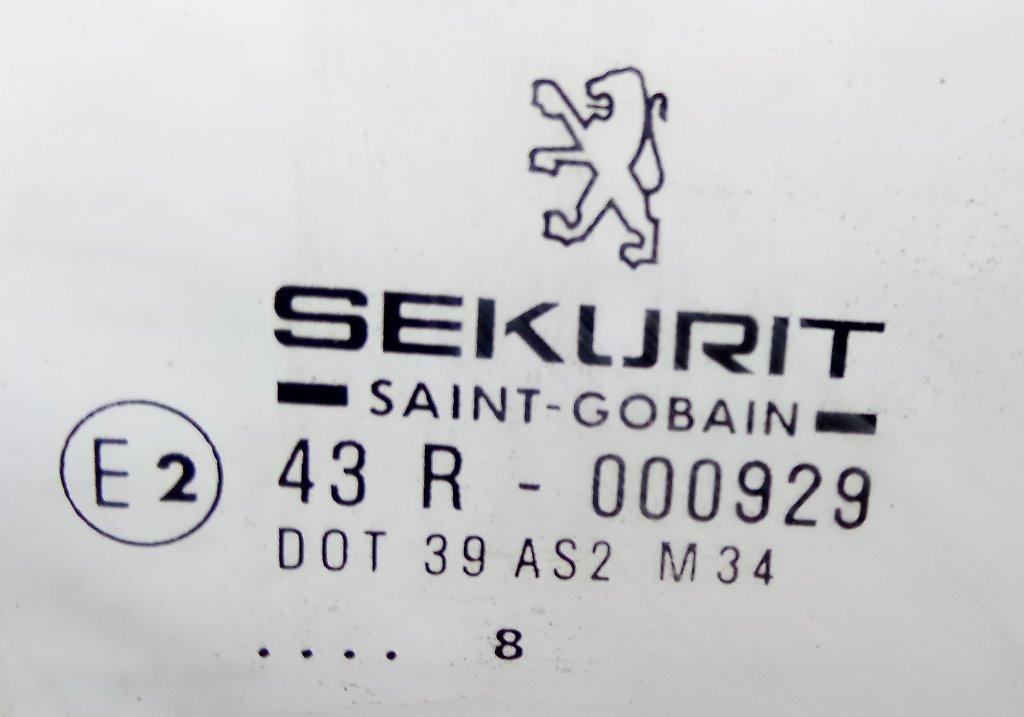 SEKURIT
SAINT-GOBAIN
E2 43 R - 000929
DOT 39 AS2 M34
.... 8